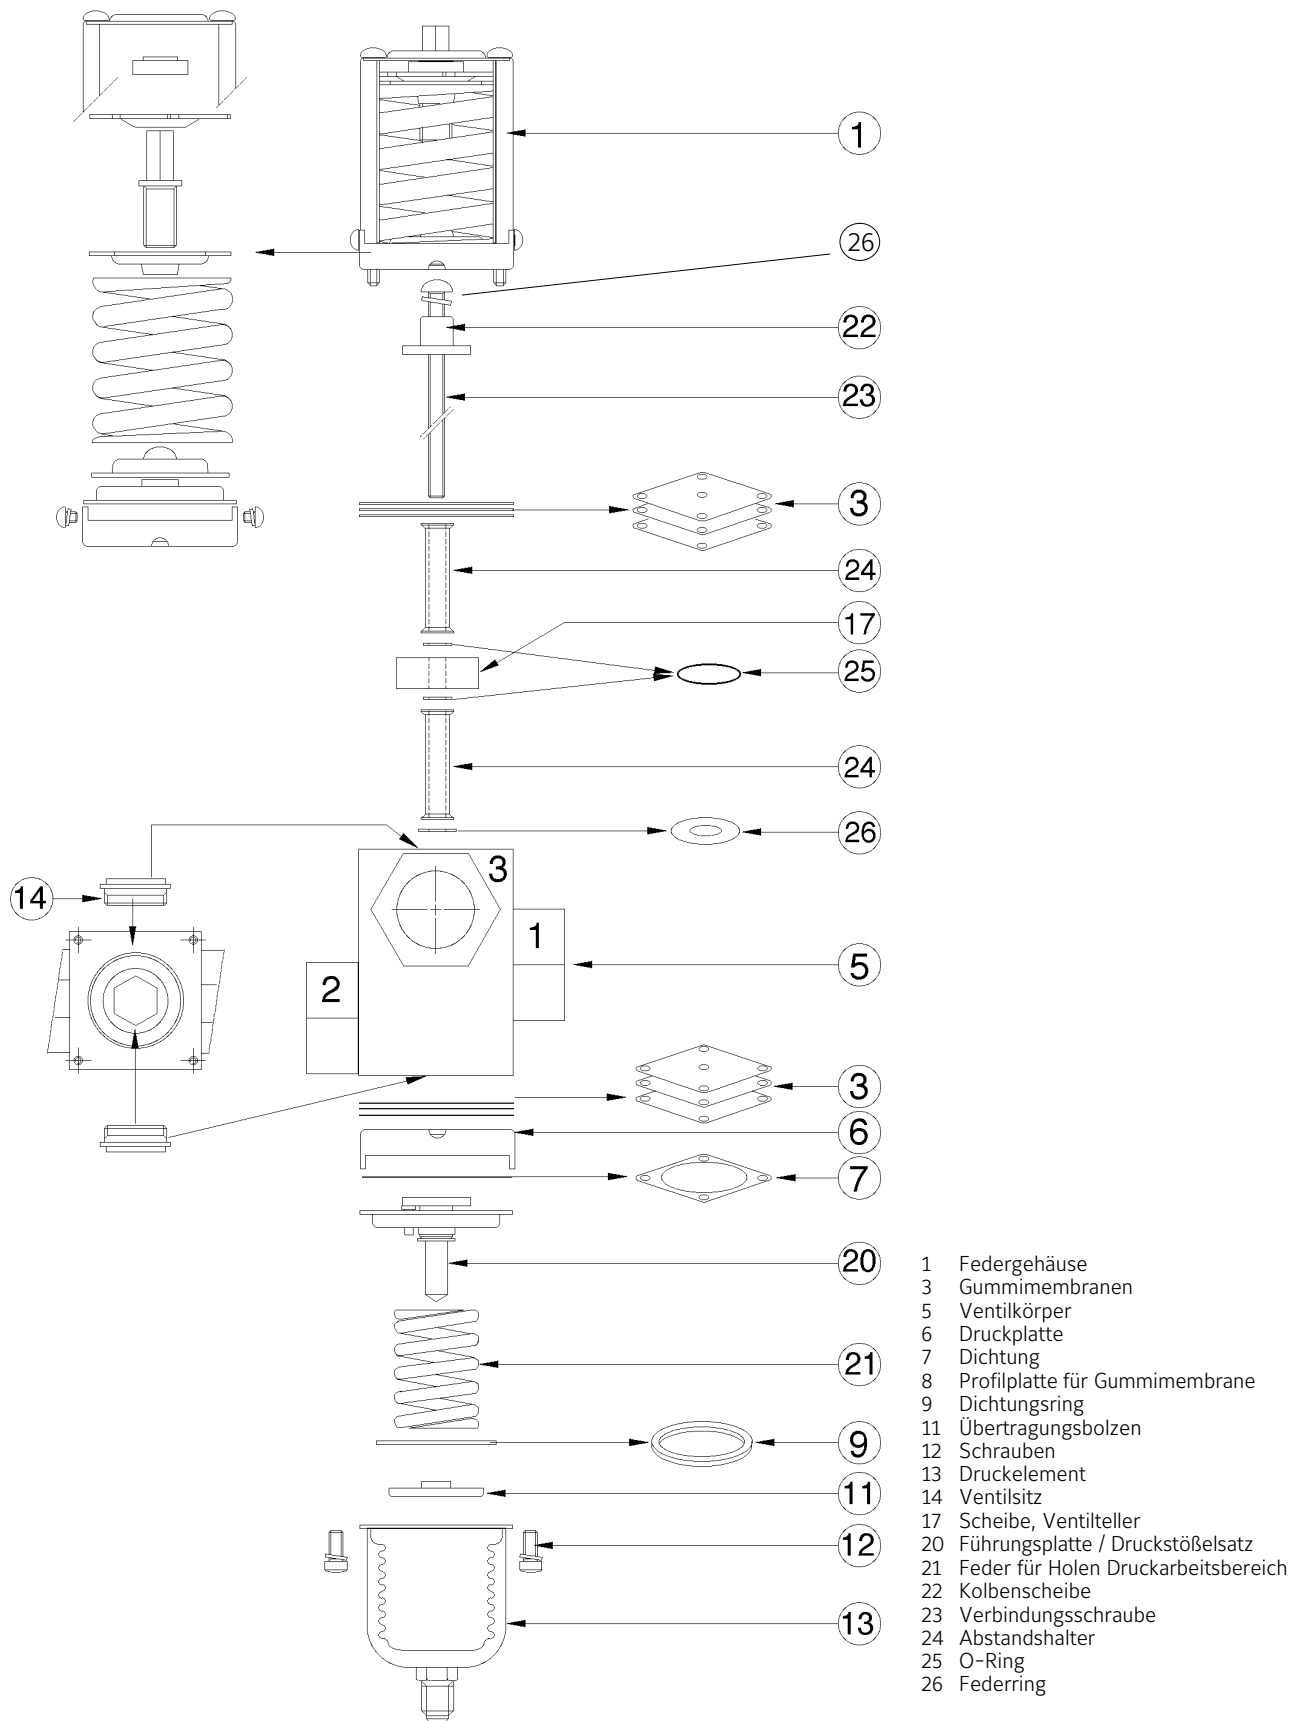 1
26
22
23
3
24
17
25
24
26
3
14
1
5
2
3
6
7
20
21
9
11
12
13
1 Federgehäuse
3 Gummimembranen
5 Ventilkörper
6 Druckplatte
7 Dichtung
8 Profilplatte für Gummimembrane
9 Dichtungsring
11 Übertragungsbolzen
12 Schrauben
13 Druckelement
14 Ventilsitz
17 Scheibe, Ventilteller
20 Führungsplatte / Druckstößelsatz
21 Feder für Holen Druckarbeitsbereich
22 Kolbenscheibe
23 Verbindungsschraube
24 Abstandshalter
25 O-Ring
26 Federring